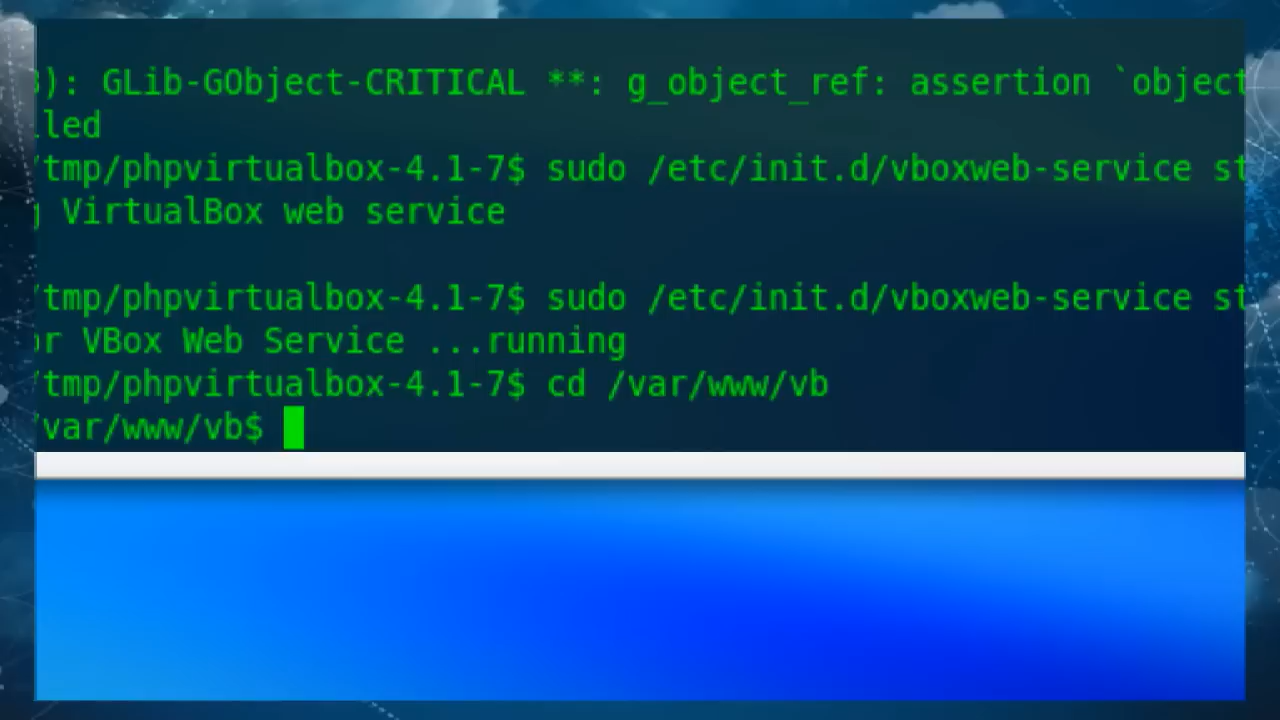 ): GLib-GObject-CRITICAL **: g_object_ref: assertion `object
led
/tmp/phpvirtualbox-4.1-7$ sudo /etc/init.d/vboxweb-service st
VirtualBox web service
/tmp/phpvirtualbox-4.1-7$ sudo /etc/init.d/vboxweb-service st
r VBox Web Service ...running
/tmp/phpvirtualbox-4.1-7$ cd /var/www/vb
/var/www/vb$